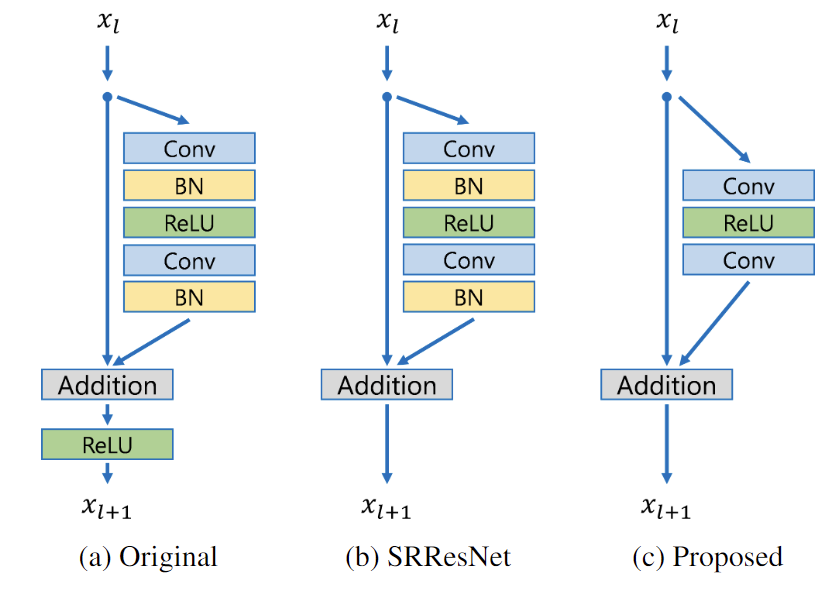 x_l
Conv
BN
ReLU
Conv
BN
Addition
ReLU
x_{l+1}
(a) Original
x_l
Conv
BN
ReLU
Conv
BN
Addition
x_{l+1}
(b) SRResNet
x_l
Conv
ReLU
Conv
Addition
x_{l+1}
(c) Proposed